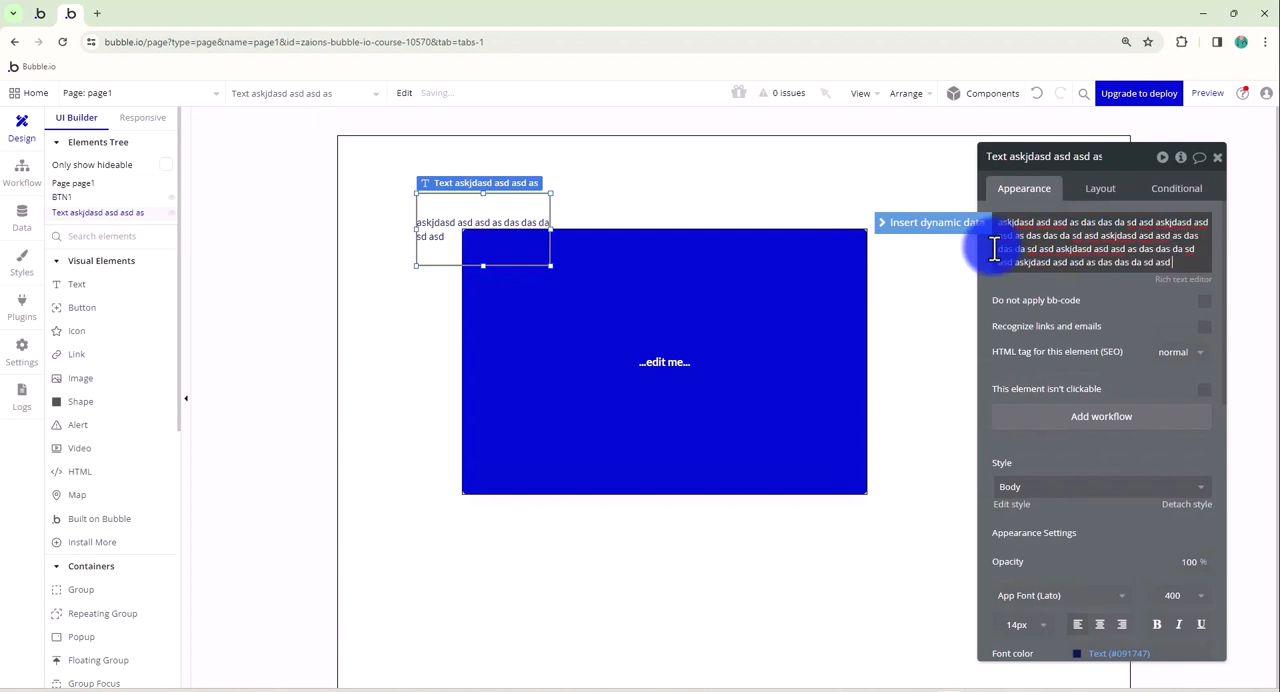 bubble.io/page?type=page&name=page1&id=zaions-bubble-io-course-10570&tab=tabs-1
Bubble.io
Home
Page: page1
Text askjdasd asd asd as
Edit
Saving...
0 issues
View
Arrange
Components
Upgrade to deploy
Preview
Design
Workflow
Data
Styles
Plugins
Settings
Logs
UI Builder
Responsive
Elements Tree
Only show hideable
Page page1
BTN1
Text askjdasd asd asd as
Search elements
Visual Elements
Text
Button
Icon
Link
Image
Shape
Alert
Video
HTML
Map
Built on Bubble
Install More
Containers
Group
Repeating Group
Popup
Floating Group
Group Focus
Text askjdasd asd asd as
askjdasd asd asd as das das da
sd asd
...edit me...
Text askjdasd asd asd as
Appearance
Layout
Conditional
Insert dynamic data
askjdasd asd asd as das das da sd asd askjdasd asd
asd as das das da sd asd askjdasd asd asd as das
das da sd asd askjdasd asd asd as das das da sd
asd askjdasd asd asd as das das da sd asd
Rich text editor
Do not apply bb-code
Recognize links and emails
HTML tag for this element (SEO)
normal
This element isn't clickable
Add workflow
Style
Body
Edit style
Detach style
Appearance Settings
Opacity
100 %
App Font (Lato)
400
14px
B I U
Font color
Text (#091747)